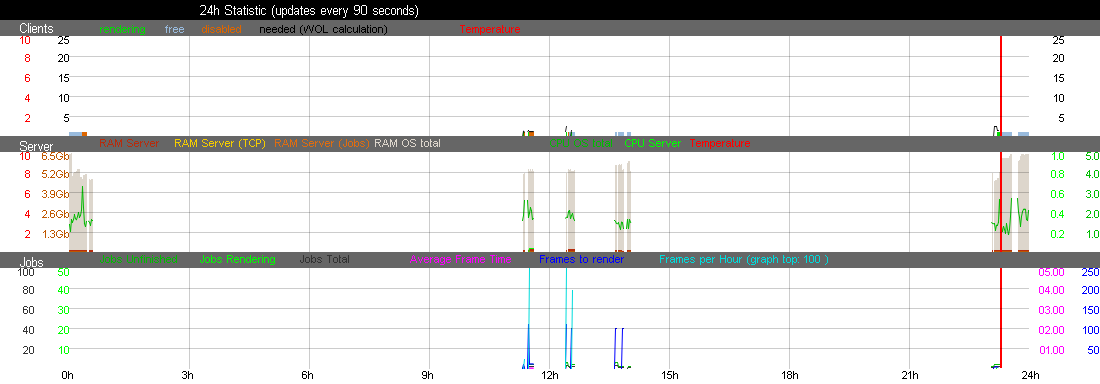 24h Statistic (updates every 90 seconds)
Clients rendering free disabled needed (WOL calculation) Temperature
10 25 25
8 20 20
6 15 15
4 10 10
2 5 5
Server RAM Server RAM Server (TCP) RAM Server (Jobs) RAM OS total CPU Server Temperature
10 6.5Gb 1.0 5.0
8 5.2Gb 0.8 4.0
6 3.9Gb 0.6 3.0
4 2.6Gb 0.4 2.0
2 1.3Gb 0.2 1.0
Jobs Jobs Rendering Jobs Total Average Frame Time Frames to render Frames per Hour (graph top: 100 )
100 50 05.00 250
80 40 04.00 200
60 30 03.00 150
40 20 02.00 100
20 10 01.00 50
0h 3h 6h 9h 12h 15h 18h 21h 24h